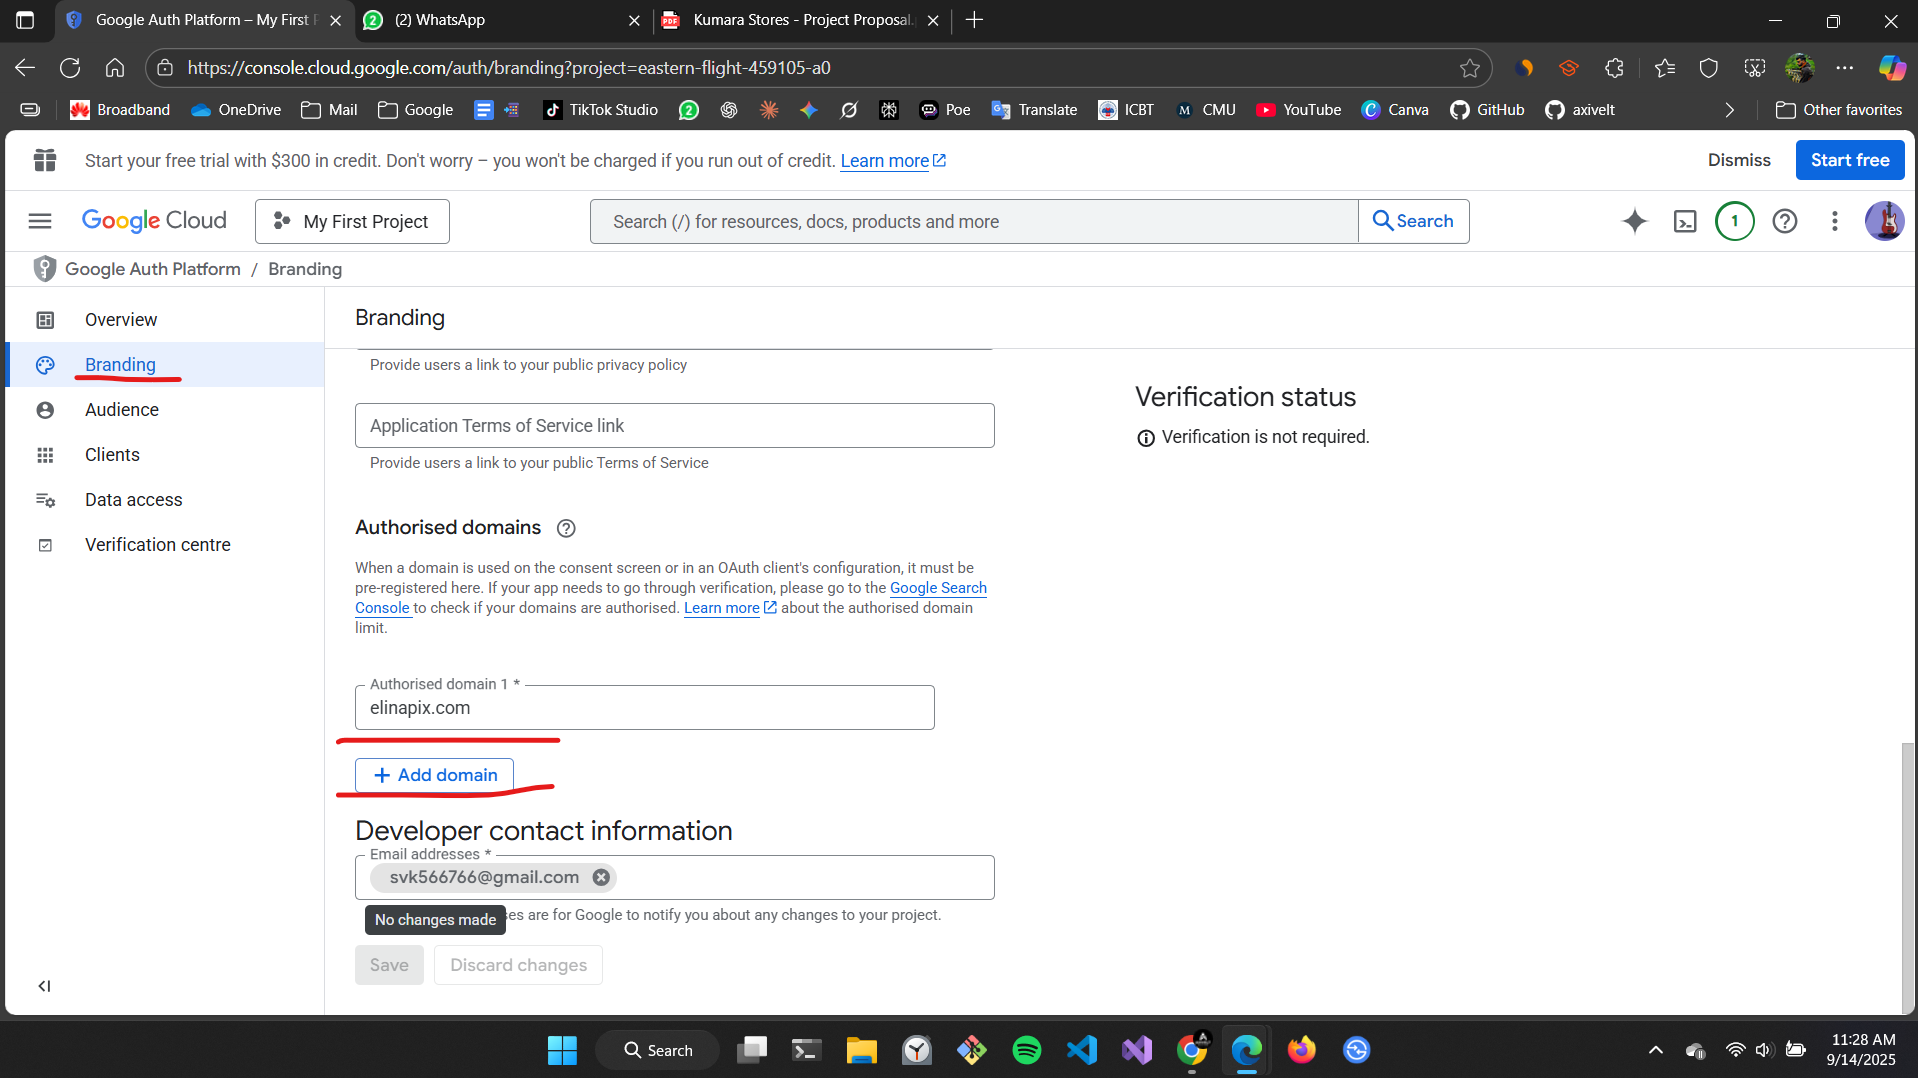 Google Auth Platform – My First P
(2) WhatsApp
Kumara Stores - Project Proposal.
https://console.cloud.google.com/auth/branding?project=eastern-flight-459105-a0
Broadband
OneDrive
Mail
Google
TikTok Studio
Poe
Translate
ICBT
CMU
YouTube
Canva
GitHub
axivelt
Other favorites
Start your free trial with $300 in credit. Don't worry – you won't be charged if you run out of credit. Learn more
Dismiss
Start free
Google Cloud
My First Project
Search (/) for resources, docs, products and more
Search
1
Google Auth Platform / Branding
Overview
Branding
Audience
Clients
Data access
Verification centre
Branding
Provide users a link to your public privacy policy
Application Terms of Service link
Provide users a link to your public Terms of Service
Authorised domains
When a domain is used on the consent screen or in an OAuth client's configuration, it must be
pre-registered here. If your app needs to go through verification, please go to the Google Search
Console to check if your domains are authorised. Learn more about the authorised domain
limit.
Authorised domain 1 *
elinapix.com
+ Add domain
Developer contact information
Email addresses *
svk566766@gmail.com
No changes made
es are for Google to notify you about any changes to your project.
Save
Discard changes
Verification status
Verification is not required.
Search
11:28 AM
9/14/2025